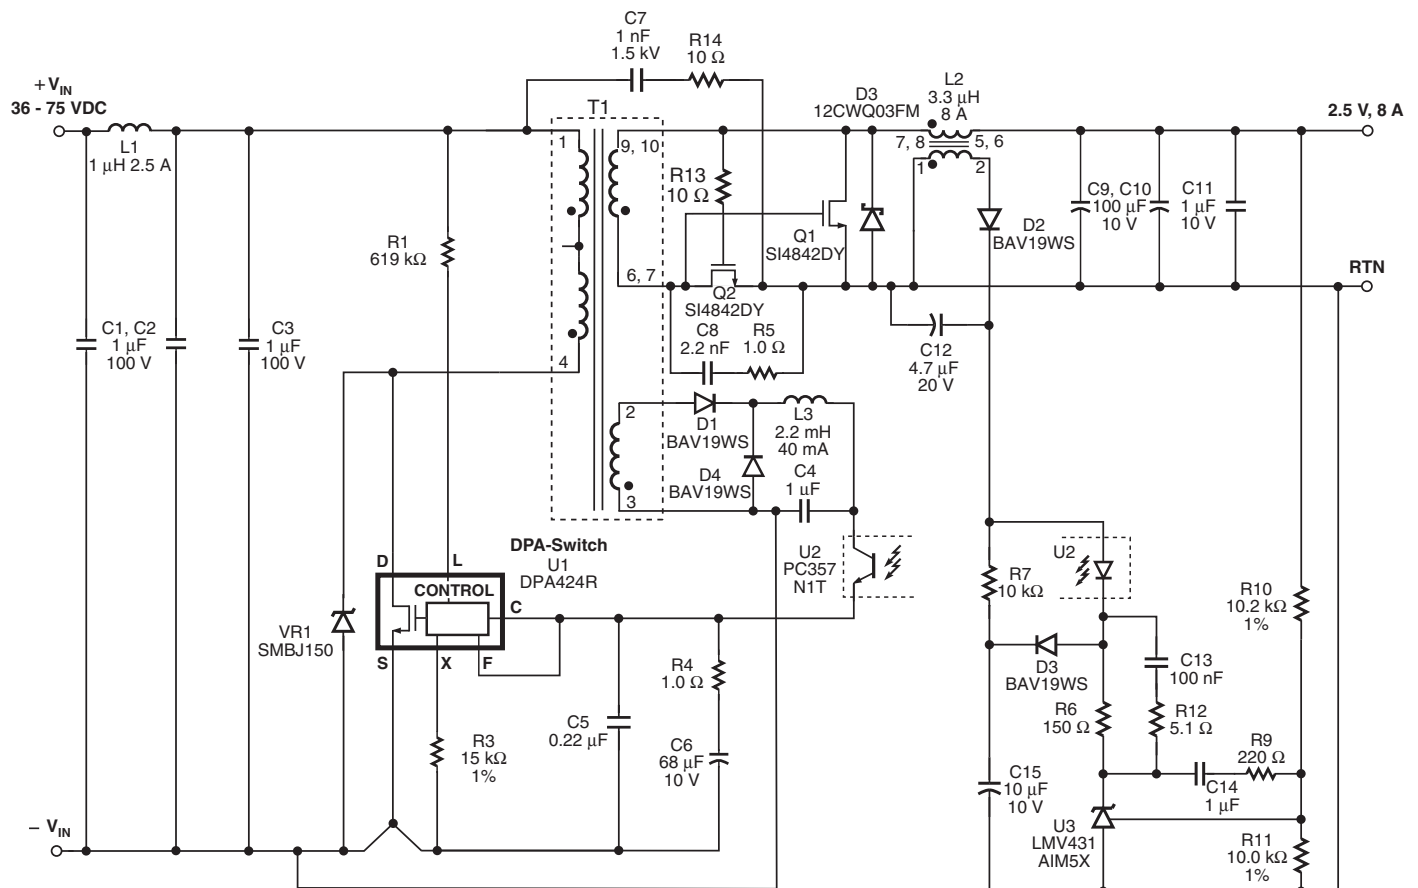 C7
1 nF
1.5 kV
R14
10 Ω
+ VIN
36 - 75 VDC
L1
1 μH 2.5 A
T1
1
9, 10
4
6, 7
2
3
D3
12CWQ03FM
L2
3.3 μH
8 A
7, 8
5, 6
1
2
2.5 V, 8 A
R13
10 Ω
Q1
SI4842DY
Q2
SI4842DY
D2
BAV19WS
C9, C10
100 μF
10 V
C11
1 μF
10 V
RTN
R1
619 kΩ
C1, C2
1 μF
100 V
C3
1 μF
100 V
C8
2.2 nF
R5
1.0 Ω
C12
4.7 μF
20 V
D1
BAV19WS
L3
2.2 mH
40 mA
D4
BAV19WS
C4
1 μF
DPA-Switch
U1
DPA424R
D
L
CONTROL
C
S
X
F
U2
PC357
N1T
U2
R7
10 kΩ
R10
10.2 kΩ
1%
VR1
SMBJ150
D3
BAV19WS
C13
100 nF
R4
1.0 Ω
R6
150 Ω
R12
5.1 Ω
R3
15 kΩ
1%
C5
0.22 μF
C6
68 μF
10 V
R9
220 Ω
C15
10 μF
10 V
C14
1 μF
− VIN
U3
LMV431
AIM5X
R11
10.0 kΩ
1%